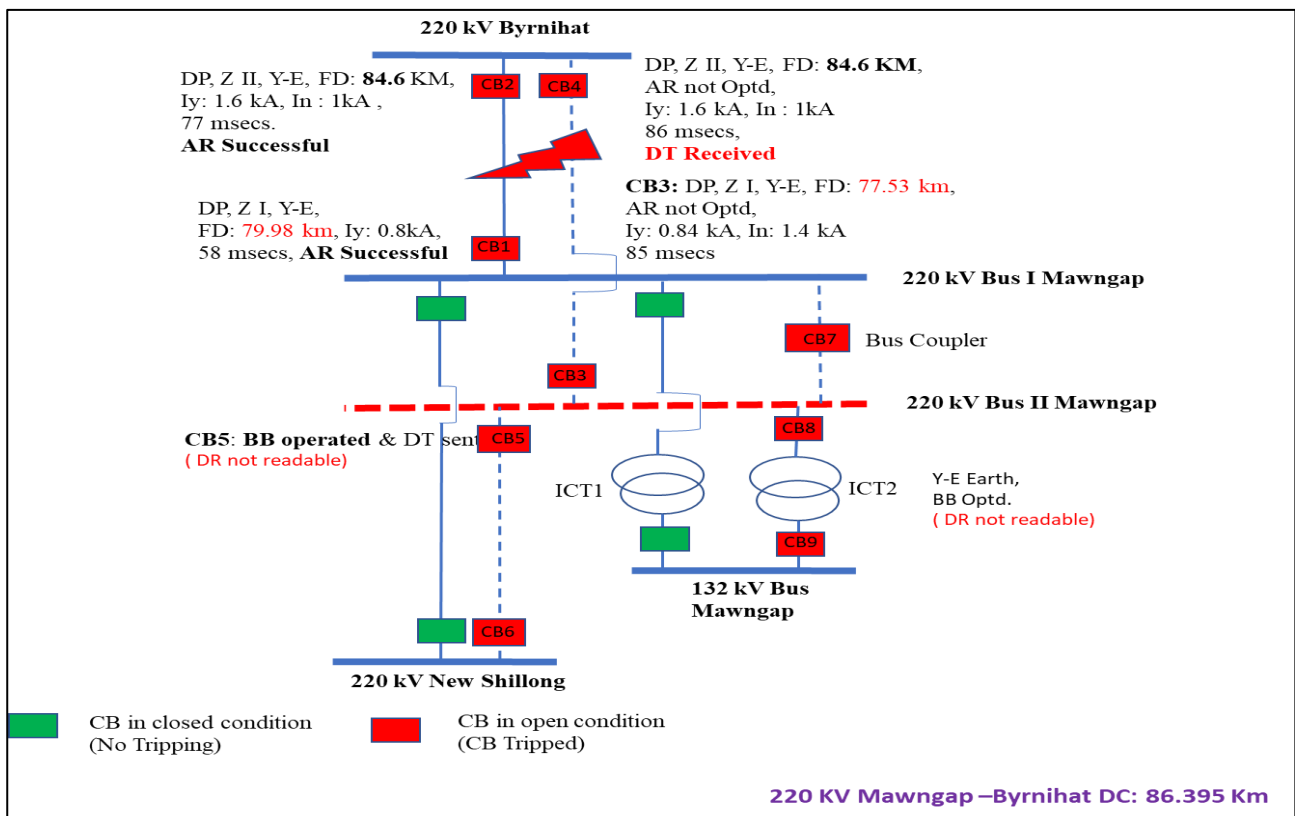 220 kV Byrnihat
DP, Z II, Y-E, FD: 84.6 KM,
Iy: 1.6 kA, In : 1kA ,
77 msecs.
AR Successful
CB2
CB4
DP, Z II, Y-E, FD: 84.6 KM,
AR not Optd,
Iy: 1.6 kA, In : 1kA
86 msecs,
DT Received
DP, Z I, Y-E,
FD: 79.98 km, Iy: 0.8kA,
58 msecs, AR Successful
CB1
CB3: DP, Z I, Y-E, FD: 77.53 km,
AR not Optd,
Iy: 0.84 kA, In: 1.4 kA
85 msecs
220 kV Bus I Mawngap
CB7
Bus Coupler
CB3
220 kV Bus II Mawngap
CB5: BB operated & DT sent
( DR not readable)
CB5
CB8
ICT1
ICT2
Y-E Earth,
BB Optd.
( DR not readable)
CB9
132 kV Bus
Mawngap
CB6
220 kV New Shillong
CB in closed condition
(No Tripping)
CB in open condition
(CB Tripped)
220 KV Mawngap –Byrnihat DC: 86.395 Km